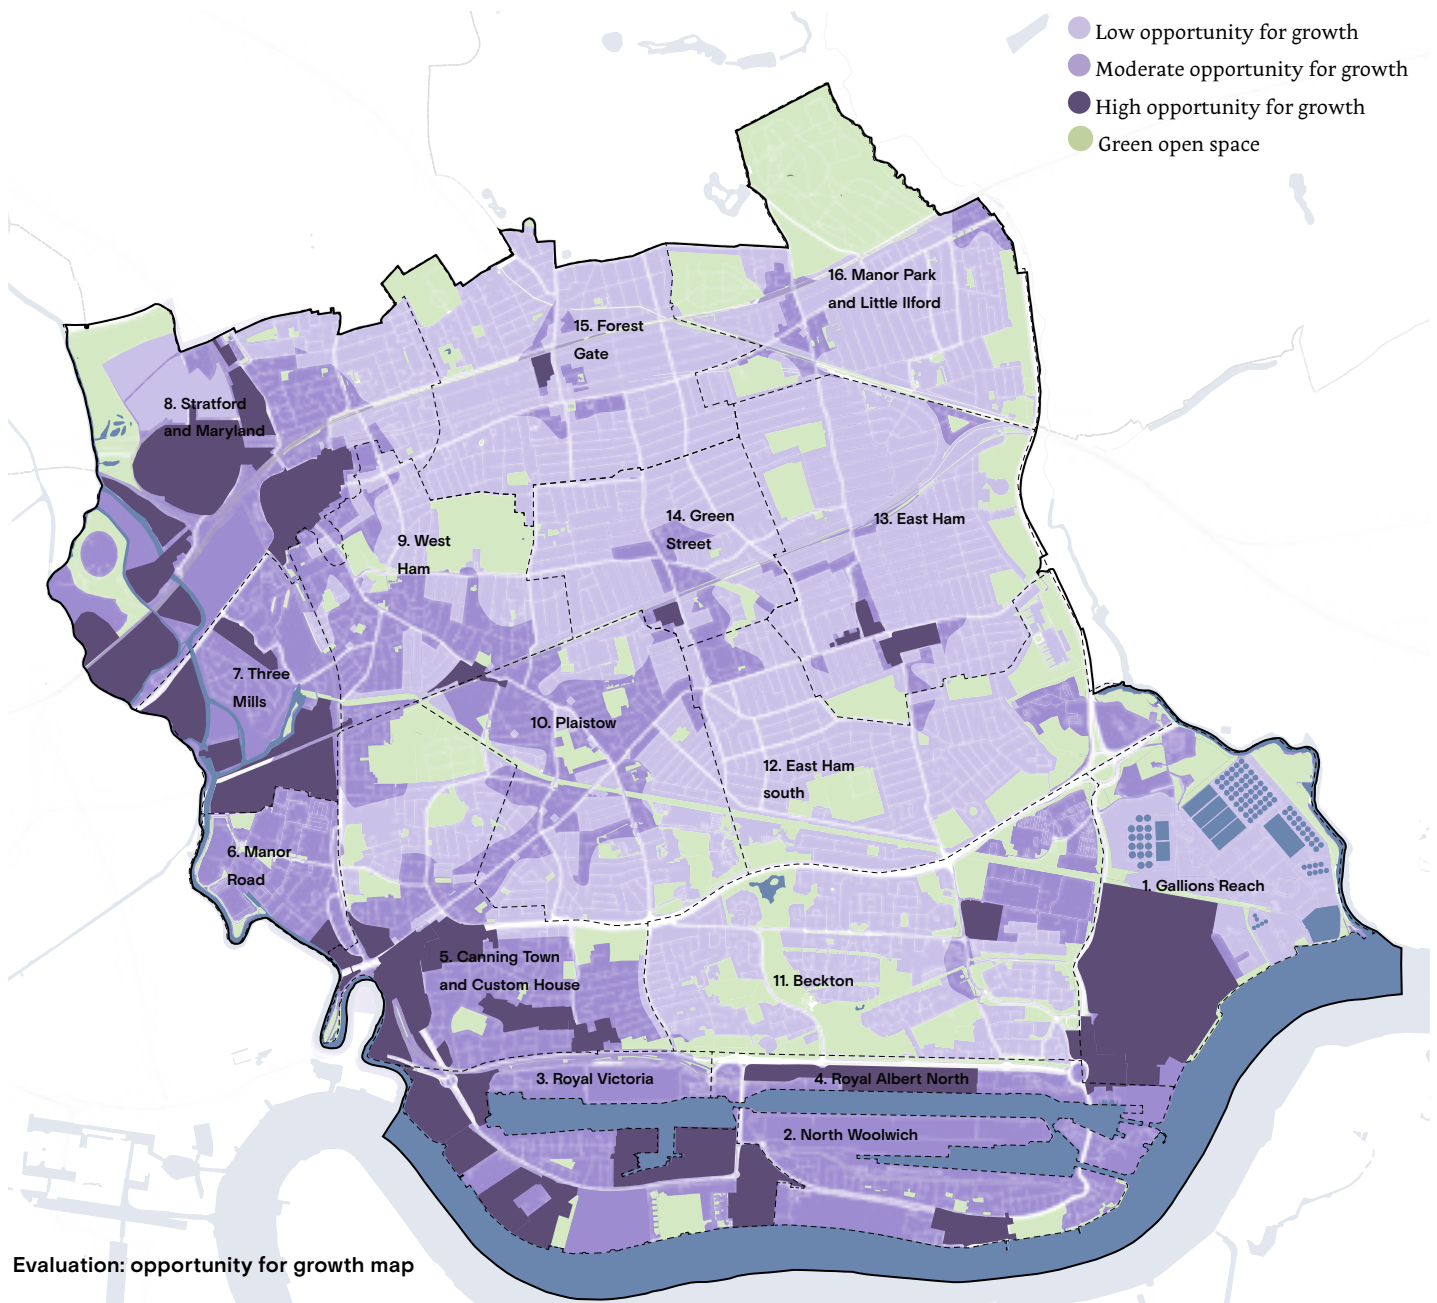 Low opportunity for growth
Moderate opportunity for growth
High opportunity for growth
Green open space
16. Manor Park
and Little Ilford
15. Forest
Gate
8. Stratford
and Maryland
14. Green
Street
13. East Ham
9. West
Ham
7. Three
Mills
10. Plaistow
12. East Ham
south
6. Manor
Road
1. Gallions Reach
5. Canning Town
and Custom House
11. Beckton
3. Royal Victoria
4. Royal Albert North
2. North Woolwich
Evaluation: opportunity for growth map